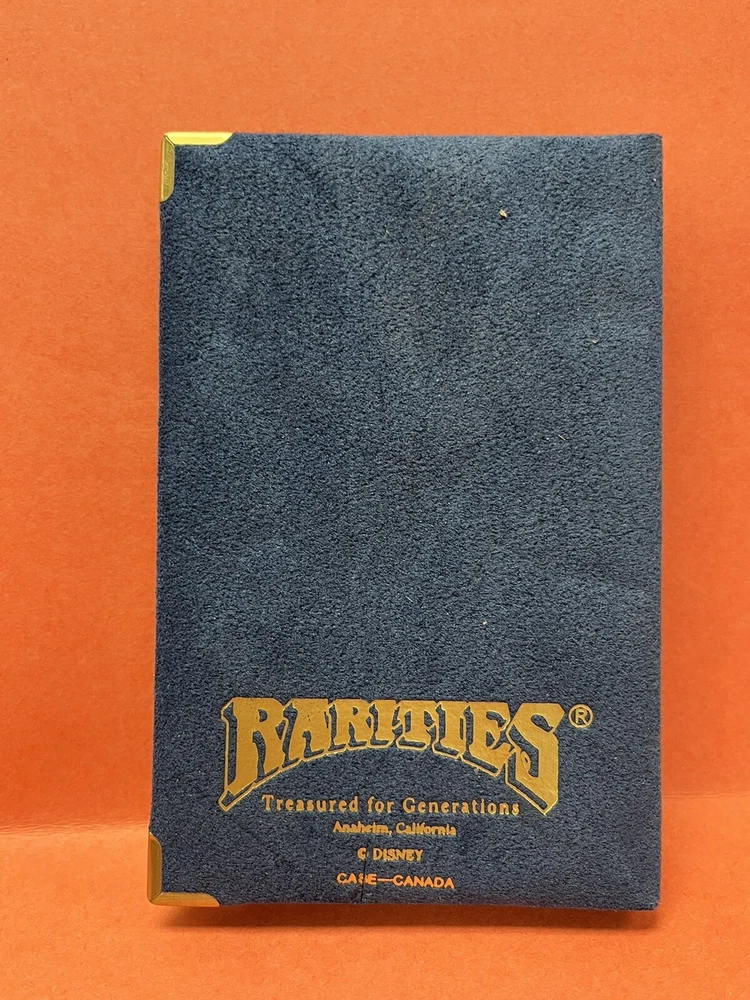 RARITIES®
Treasured for Generations
Anaheim, California
© DISNEY
CASE—CANADA